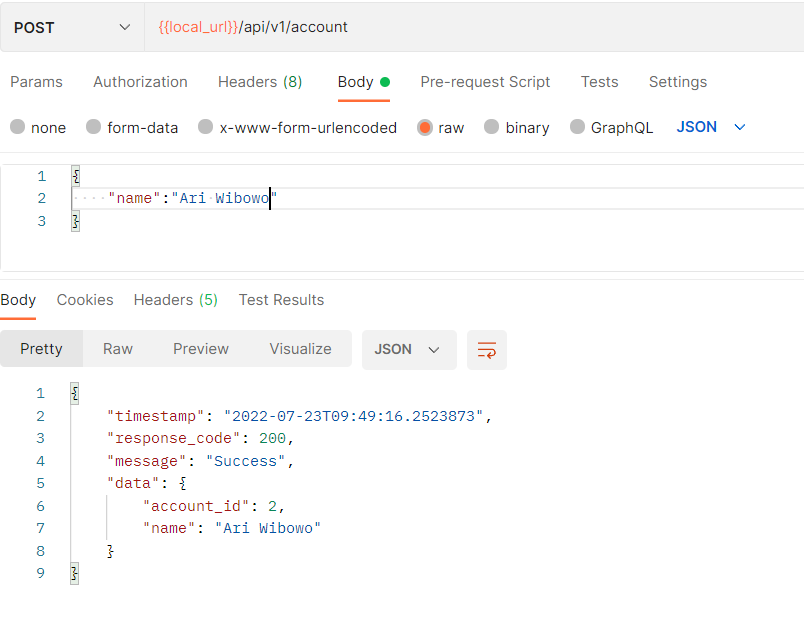 POST {{local_url}}/api/v1/account
Params Authorization Headers (8) Body Pre-request Script Tests Settings
none form-data x-www-form-urlencoded raw binary GraphQL JSON
1 {
2 "name":"Ari Wibowo"
3 }
Body Cookies Headers (5) Test Results
Pretty Raw Preview Visualize JSON
1 {
2 "timestamp": "2022-07-23T09:49:16.2523873",
3 "response_code": 200,
4 "message": "Success",
5 "data": {
6 "account_id": 2,
7 "name": "Ari Wibowo"
8 }
9 }